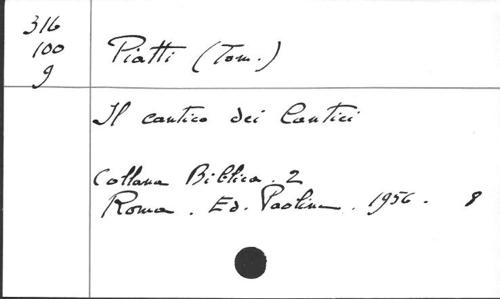 316
100
9
Piatti (Tom.)
Il cantico dei Cantici
Collana Biblica. 2
Roma. Ed. Paoline. 1956. 8